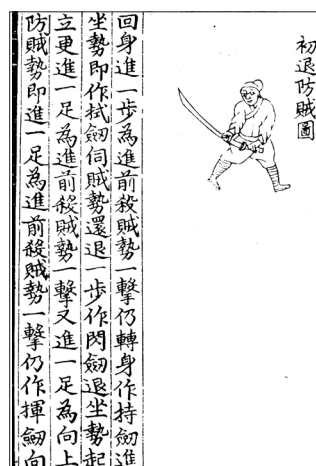 初退防賊圖
回身進一步為進前殺賊勢一擊仍轉身作持劒進
坐勢即作拭劒伺賊勢還退一步作閃劒退坐勢起
立更進一足為進前殺賊勢一擊又進一足為向上
防賊勢即進一足為進前殺賊勢一擊仍作揮劒向